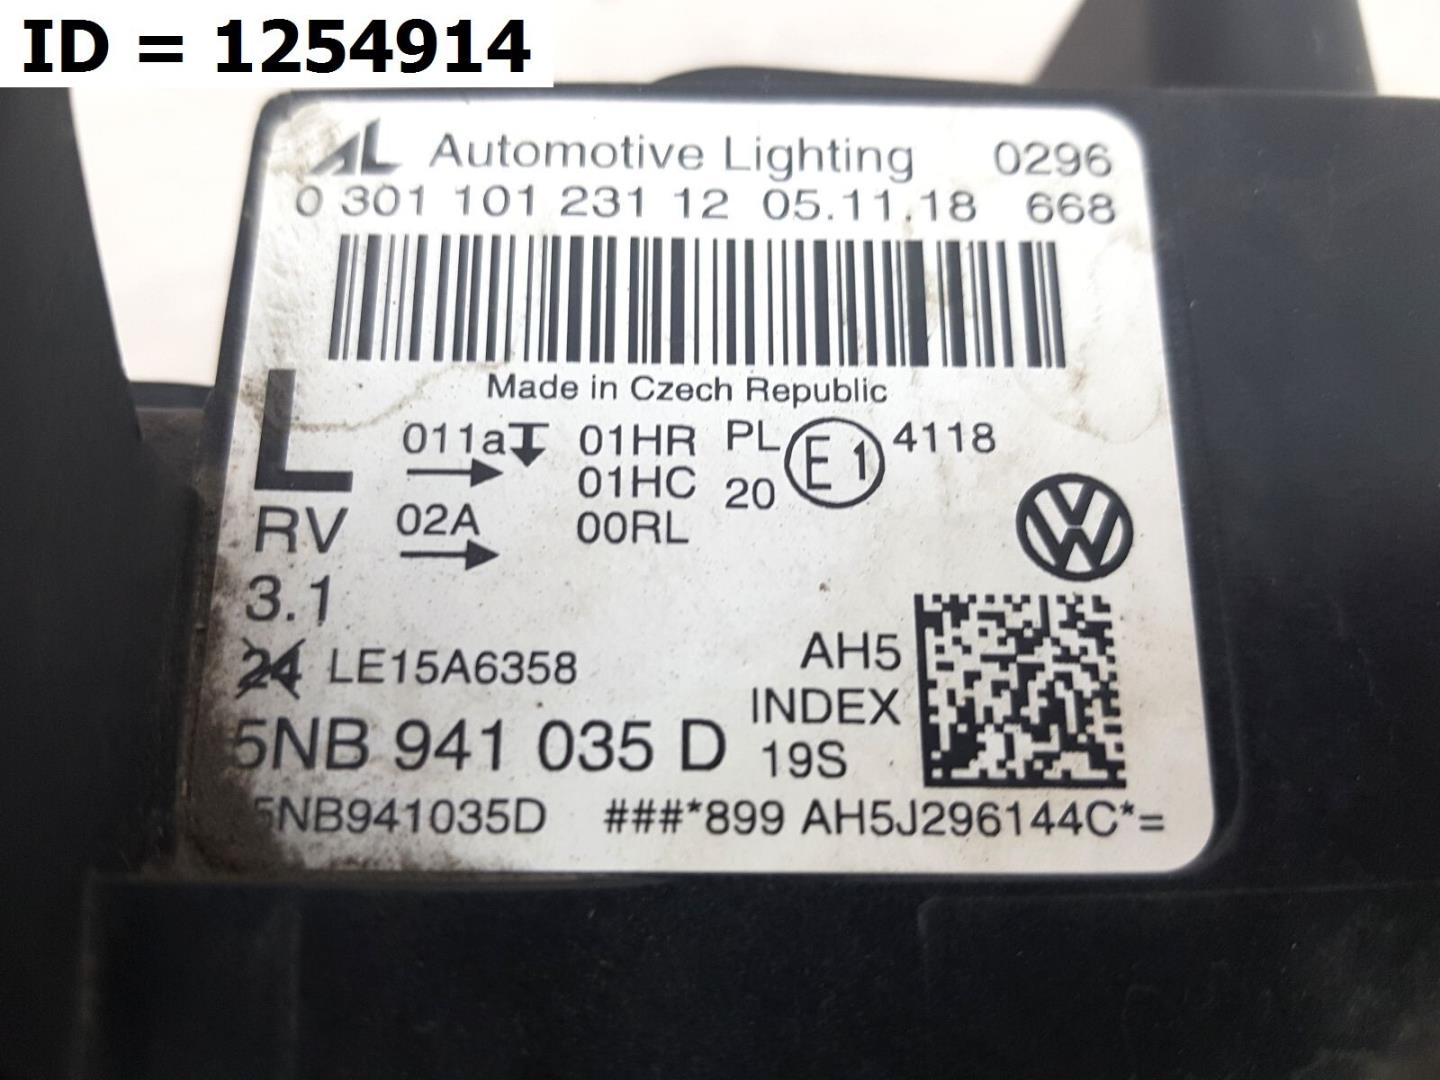 ID = 1254914
AL Automotive Lighting 0296
0 301 101 231 12 05.11.18 668
Made in Czech Republic
L 011a 01HR PL E1 4118
01HC 20
RV 02A 00RL
3.1
24 LE15A6358 AH5
INDEX
5NB 941 035 D 19S
5NB941035D ###*899 AH5J296144C*=